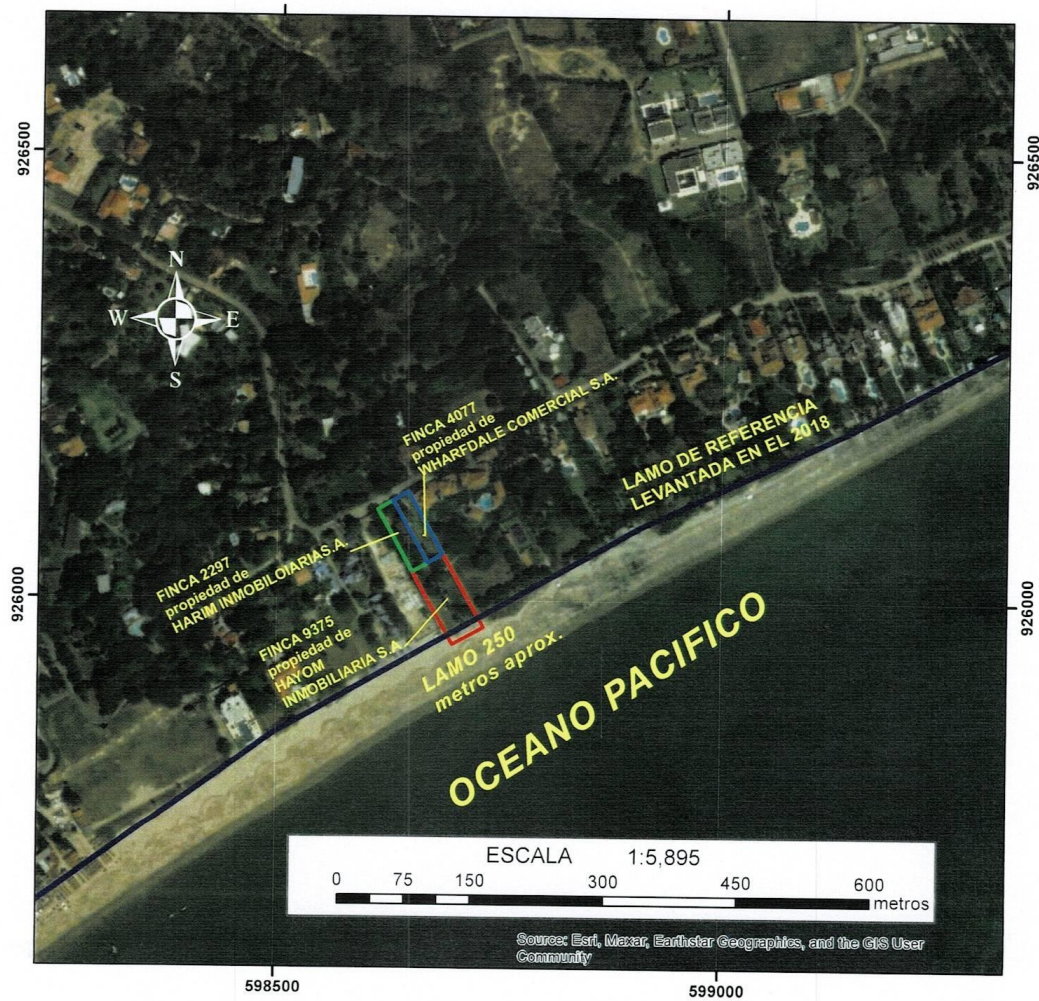 926500
926500
N
W
E
S
FINCA 4077
propiedad de
WHARFDALE COMERCIAL S.A.
LAMO DE REFERENCIA
LEVANTADA EN EL 2018
FINCA 2297
propiedad de
HARIM INMOBILOIARIAS.A.
926000
926000
FINCA 9375
propiedad de
HAYOM
INMOBILIARIA S.A.
LAMO 250
metros aprox.
OCEANO PACIFICO
ESCALA 1:5,895
0 75 150 300 450 600
metros
Source: Esri, Maxar, Earthstar Geographics, and the GIS User
Community
598500
599000